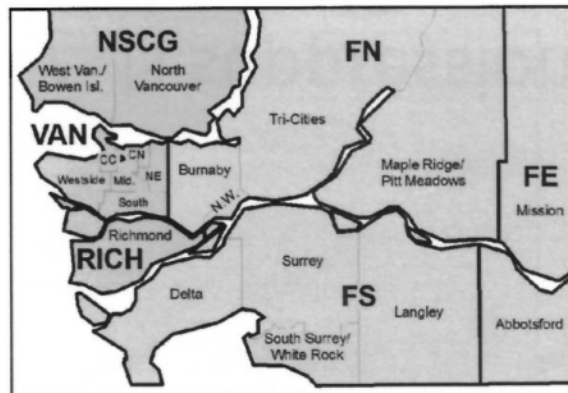 NSCG
FN
West Van./
Bowen Isl.
North
Vancouver
Tri-Cities
VAN
CC
CN
NE
Burnaby
Westside
Mid.
South
N.W.
Maple Ridge/
Pitt Meadows
FE
Mission
Richmond
RICH
Surrey
Delta
FS
Langley
Abbotsford
South Surrey/
White Rock